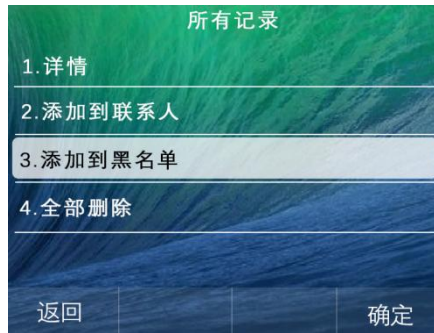 所有记录
1.详情
2.添加到联系人
3.添加到黑名单
4.全部删除
返回 确定